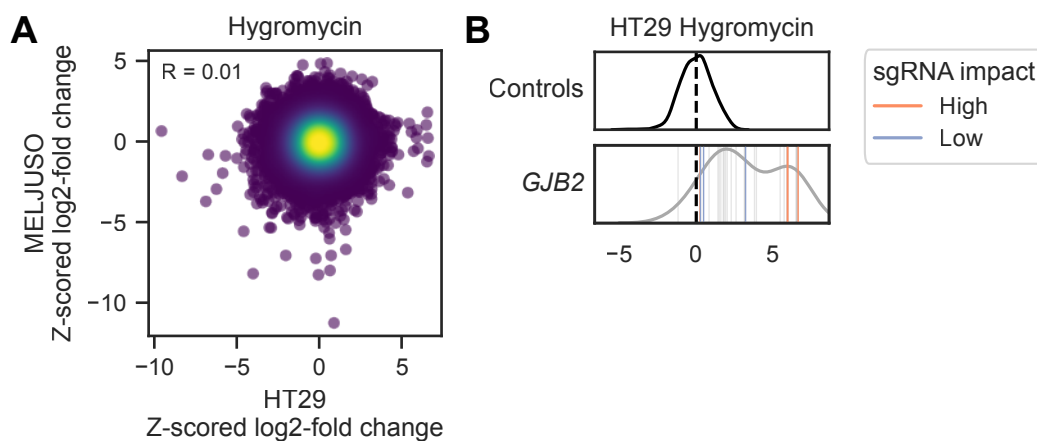 A
Hygromycin
R = 0.01
5
0
−5
−10
MELJUSO
Z-scored log2-fold change
−10
−5
0
5
HT29
Z-scored log2-fold change
B
HT29 Hygromycin
Controls
GJB2
−5
0
5
sgRNA impact
High
Low